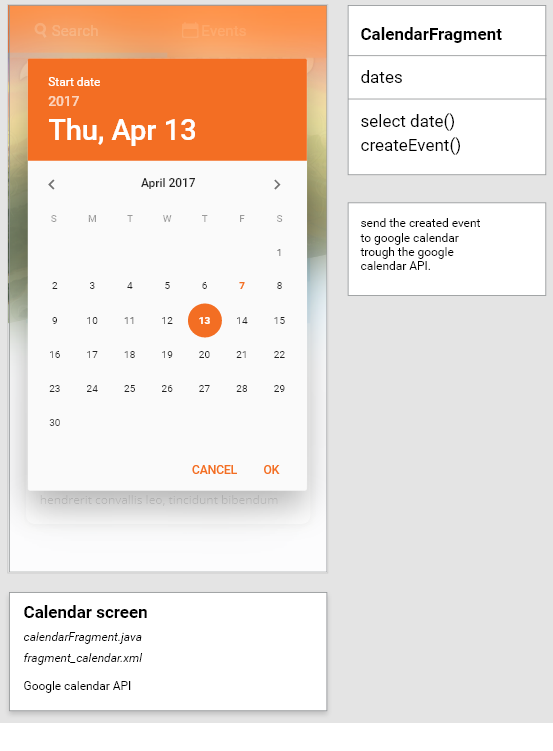 Search
Events
Start date
2017
Thu, Apr 13
April 2017
S M T W T F S
1
2 3 4 5 6 7 8
9 10 11 12 13 14 15
16 17 18 19 20 21 22
23 24 25 26 27 28 29
30
CANCEL OK
hendrerit convallis leo, tincidunt bibendum
CalendarFragment
dates
select date()
createEvent()
send the created event
to google calendar
trough the google
calendar API.
Calendar screen
calendarFragment.java
fragment_calendar.xml
Google calendar API